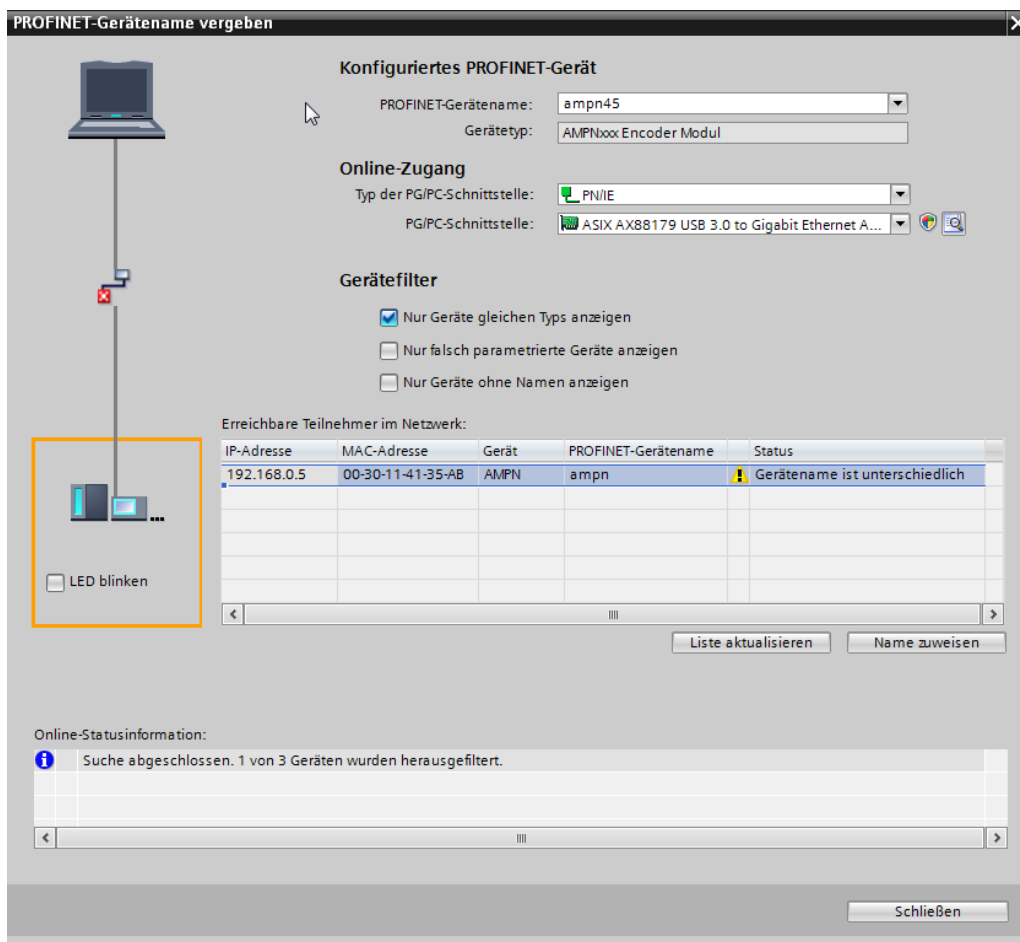 PROFINET-Gerätename vergeben
Konfiguriertes PROFINET-Gerät
PROFINET-Gerätename: ampn45
Gerätetyp: AMPNxxx Encoder Modul
Online-Zugang
Typ der PG/PC-Schnittstelle: PN/IE
PG/PC-Schnittstelle: ASIX AX88179 USB 3.0 to Gigabit Ethernet A...
Gerätefilter
Nur Geräte gleichen Typs anzeigen
Nur falsch parametrierte Geräte anzeigen
Nur Geräte ohne Namen anzeigen
Erreichbare Teilnehmer im Netzwerk:
IP-Adresse MAC-Adresse Gerät PROFINET-Gerätename Status
192.168.0.5 00-30-11-41-35-AB AMPN ampn Gerätename ist unterschiedlich
...
LED blinken
Liste aktualisieren Name zuweisen
Online-Statusinformation:
Suche abgeschlossen. 1 von 3 Geräten wurden herausgefiltert.
Schließen